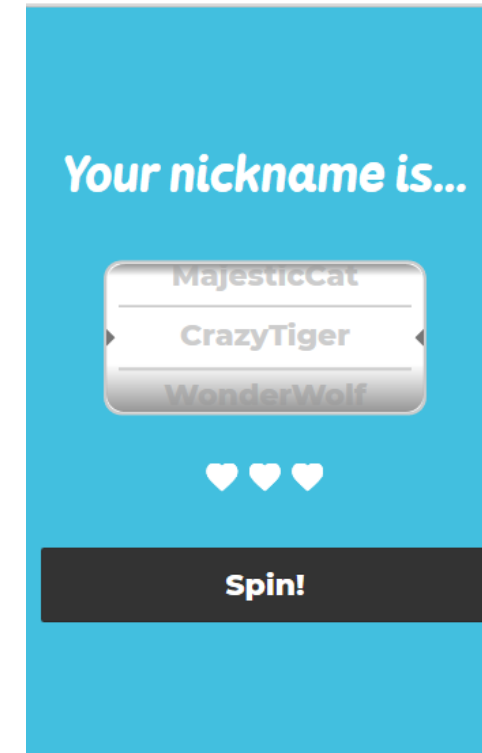 Your nickname is...
MajesticCat
CrazyTiger
WonderWolf
Spin!